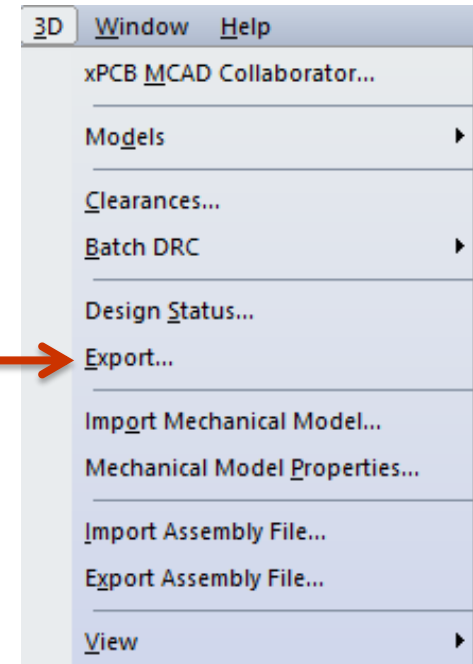 3D Window Help
xPCB MCAD Collaborator...
Models
Clearances...
Batch DRC
Design Status...
Export...
Import Mechanical Model...
Mechanical Model Properties...
Import Assembly File...
Export Assembly File...
View